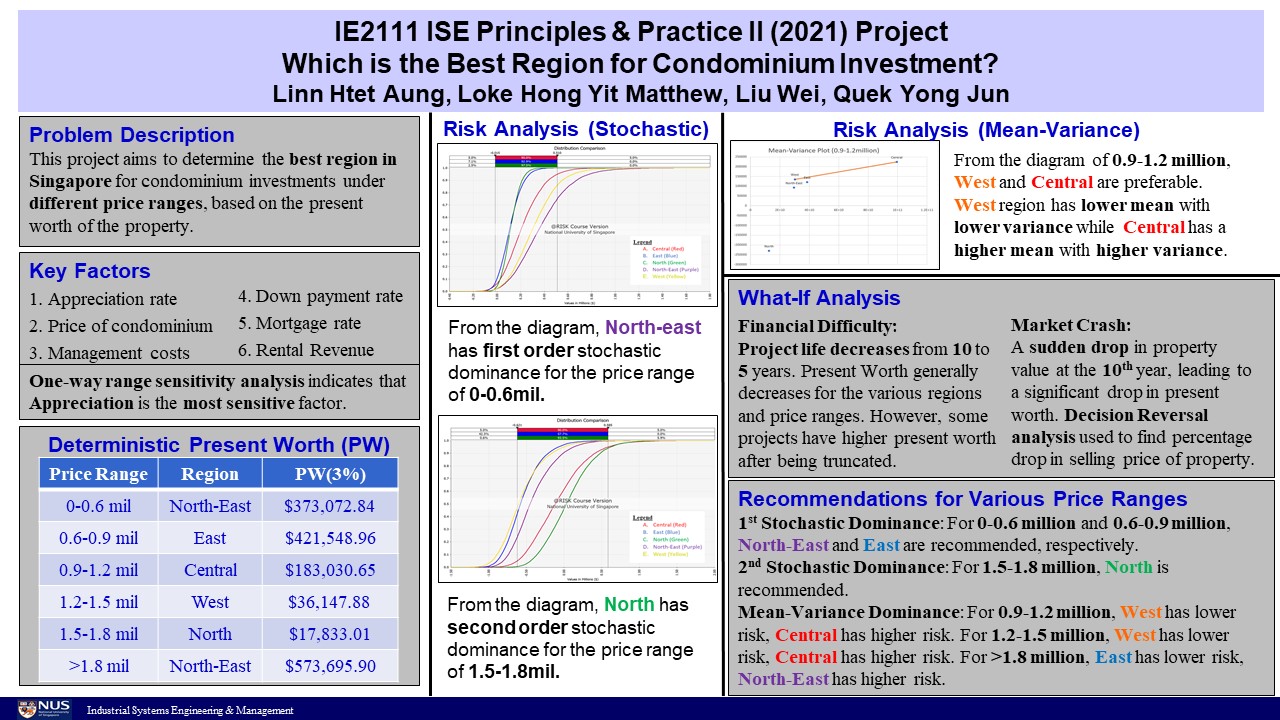 IE2111 ISE Principles & Practice II (2021) Project
Which is the Best Region for Condominium Investment?
Linn Htet Aung, Loke Hong Yit Matthew, Liu Wei, Quek Yong Jun
Problem Description
This project aims to determine the best region in
Singapore for condominium investments under
different price ranges, based on the present
worth of the property.
Key Factors
1. Appreciation rate
2. Price of condominium
3. Management costs
4. Down payment rate
5. Mortgage rate
6. Rental Revenue
One-way range sensitivity analysis indicates that
Appreciation is the most sensitive factor.
Deterministic Present Worth (PW)
Price Range Region PW(3%)
0-0.6 mil North-East $373,072.84
0.6-0.9 mil East $421,548.96
0.9-1.2 mil Central $183,030.65
1.2-1.5 mil West $36,147.88
1.5-1.8 mil North $17,833.01
>1.8 mil North-East $573,695.90
Risk Analysis (Stochastic)
Distribution Comparison
@RISK Course Version
National University of Singapore
Legend
A. Central (Red)
B. East (Blue)
C. North (Green)
D. North-East (Purple)
E. West (Yellow)
Values in Millions ($)
From the diagram, North-east
has first order stochastic
dominance for the price range
of 0-0.6mil.
Distribution Comparison
@RISK Course Version
National University of Singapore
Legend
A. Central (Red)
B. East (Blue)
C. North (Green)
D. North-East (Purple)
E. West (Yellow)
Values in Millions ($)
From the diagram, North has
second order stochastic
dominance for the price range
of 1.5-1.8mil.
Risk Analysis (Mean-Variance)
Mean-Variance Plot (0.9-1.2million)
Central
West
East
North-East
North
From the diagram of 0.9-1.2 million,
West and Central are preferable.
West region has lower mean with
lower variance while Central has a
higher mean with higher variance.
What-If Analysis
Financial Difficulty:
Project life decreases from 10 to
5 years. Present Worth generally
decreases for the various regions
and price ranges. However, some
projects have higher present worth
after being truncated.
Market Crash:
A sudden drop in property
value at the 10th year, leading to
a significant drop in present
worth. Decision Reversal
analysis used to find percentage
drop in selling price of property.
Recommendations for Various Price Ranges
1st Stochastic Dominance: For 0-0.6 million and 0.6-0.9 million,
North-East and East are recommended, respectively.
2nd Stochastic Dominance: For 1.5-1.8 million, North is
recommended.
Mean-Variance Dominance: For 0.9-1.2 million, West has lower
risk, Central has higher risk. For 1.2-1.5 million, West has lower
risk, Central has higher risk. For >1.8 million, East has lower risk,
North-East has higher risk.
NUS
National University
of Singapore
Industrial Systems Engineering & Management